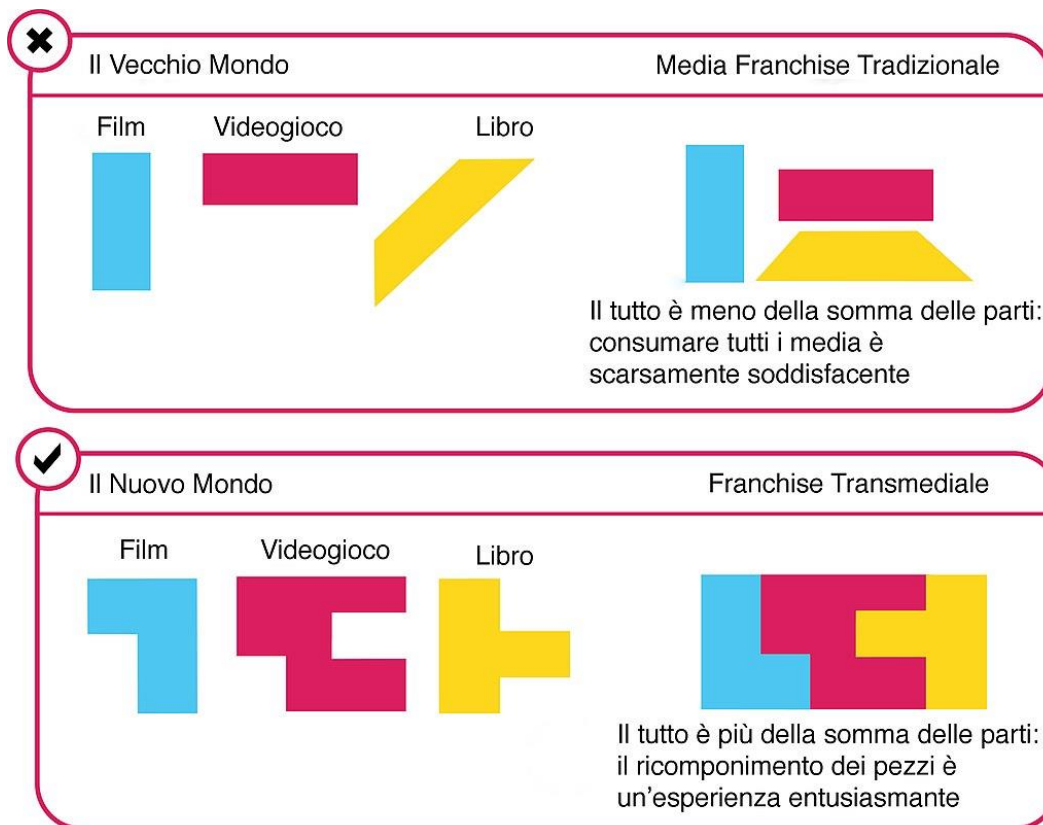 Il Vecchio Mondo
Media Franchise Tradizionale
Film
Videogioco
Libro
Il tutto è meno della somma delle parti:
consumare tutti i media è
scarsamente soddisfacente
Il Nuovo Mondo
Franchise Transmediale
Film
Videogioco
Libro
Il tutto è più della somma delle parti:
il ricomponimento dei pezzi è
un'esperienza entusiasmante